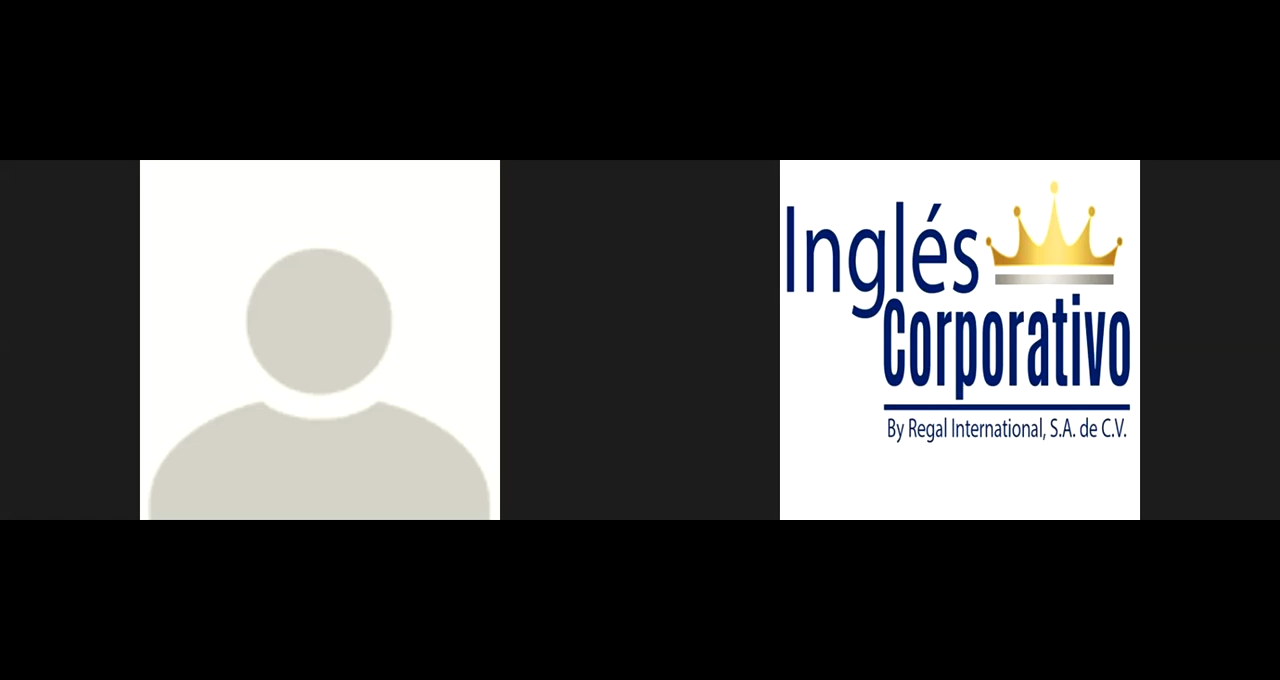 Inglés
Corporativo
By Regal International, S.A. de C.V.